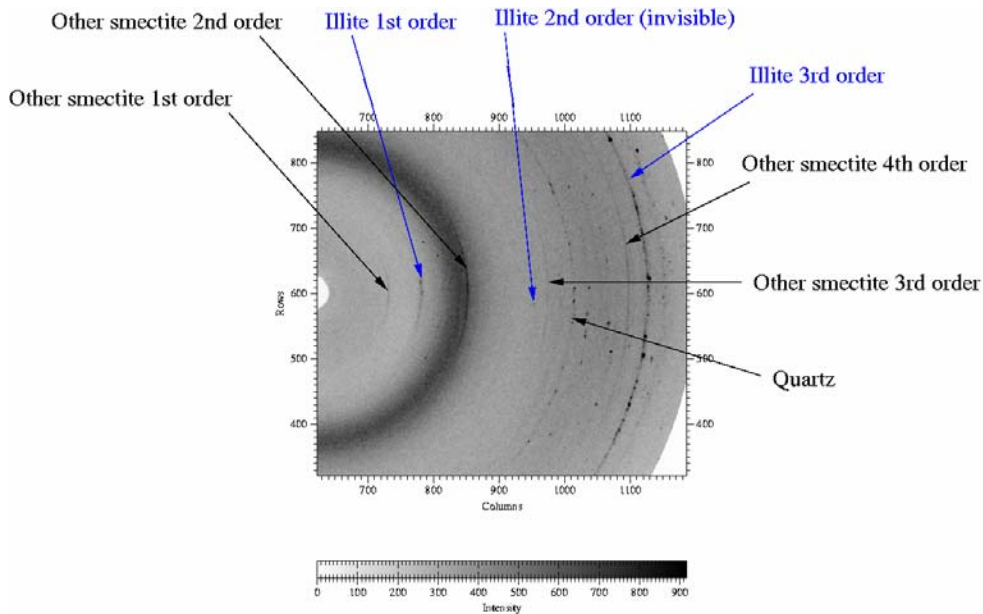 Other smectite 2nd order
Illite 1st order
Illite 2nd order (invisible)
Illite 3rd order
Other smectite 1st order
700 800 900 1000 1100
800 800
Other smectite 4th order
700 700
Other smectite 3rd order
600 600
Rows
500 500
Quartz
400 400
700 800 900 1000 1100
Columns
0 100 200 300 400 500 600 700 800 900
Intensity